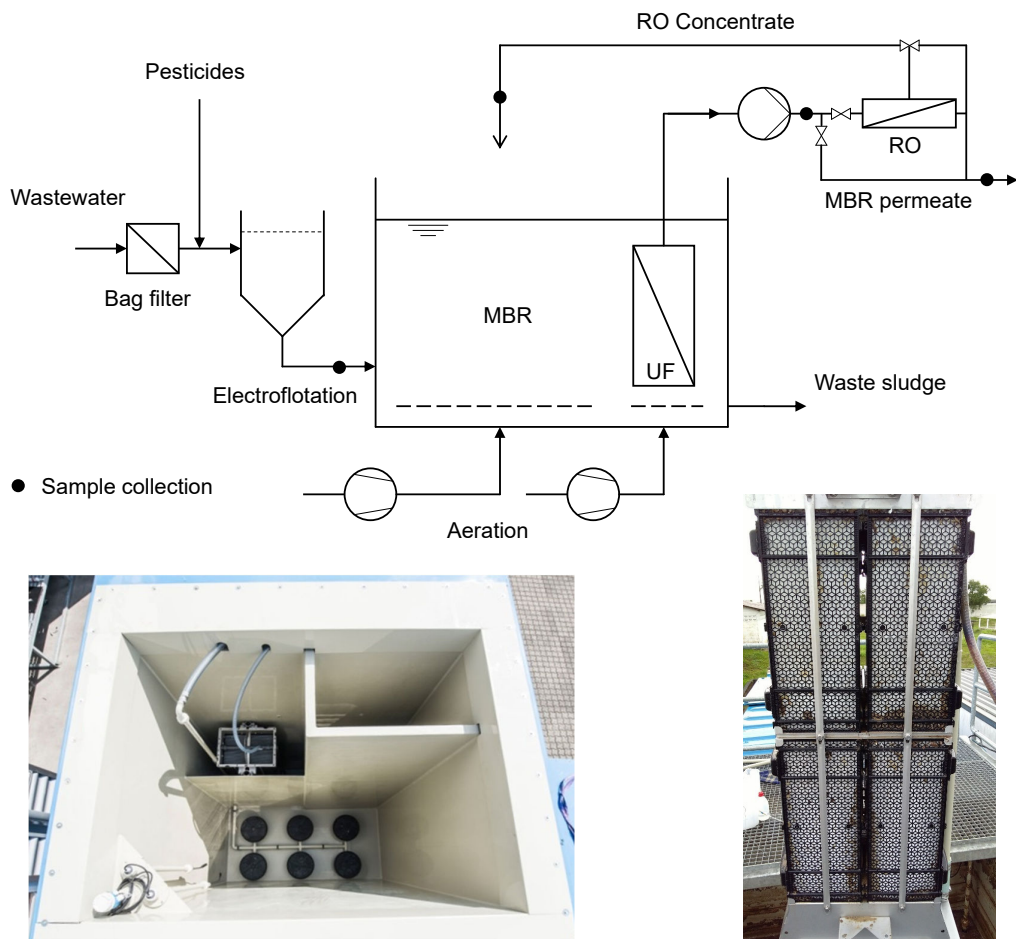 RO Concentrate
Pesticides
RO
Wastewater
MBR permeate
Bag filter
MBR
UF
Electroflotation
Waste sludge
Sample collection
Aeration